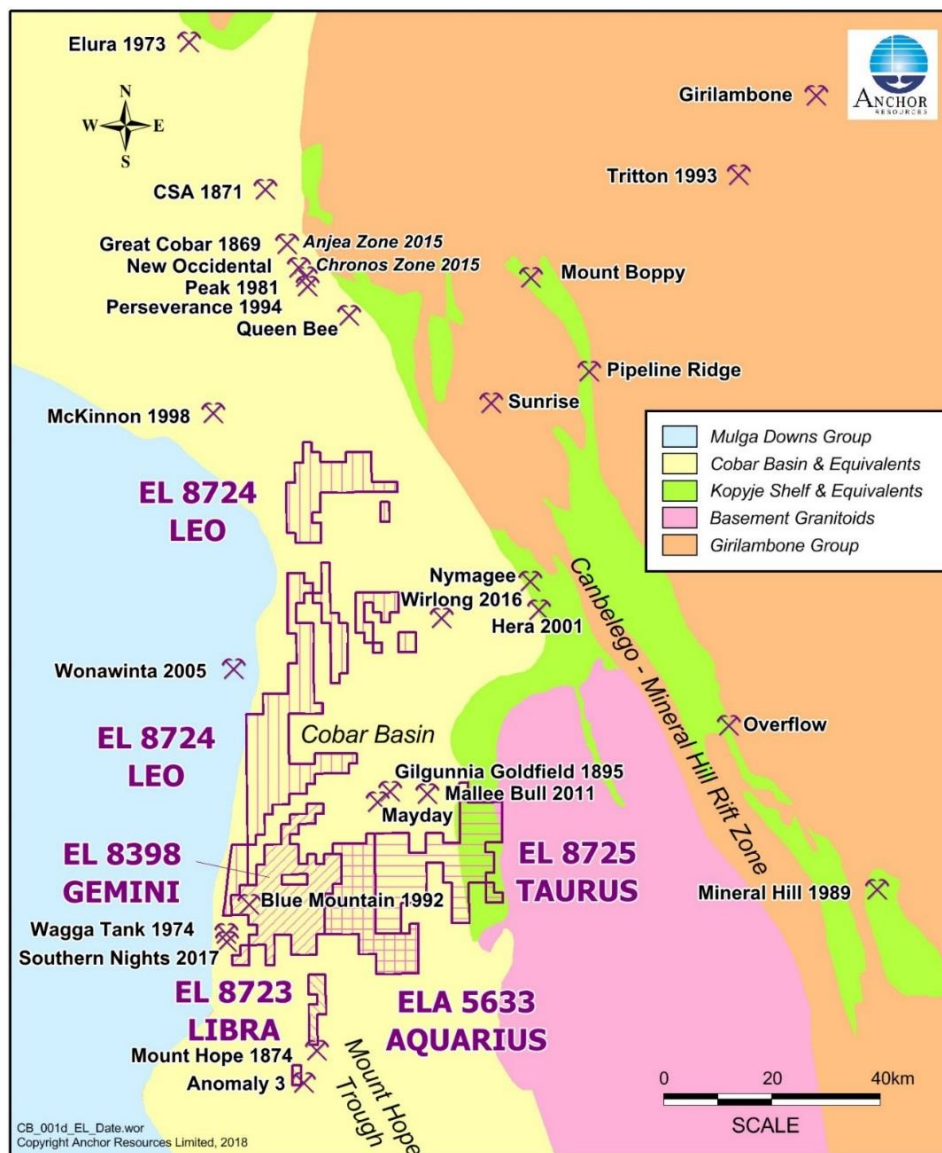 Elura 1973
N
W
E
S
Girilambone
ANCHOR
RESOURCES
Tritton 1993
CSA 1871
Great Cobar 1869
Anjea Zone 2015
New Occidental
Chronos Zone 2015
Peak 1981
Perseverance 1994
Queen Bee
Mount Boppy
Pipeline Ridge
McKinnon 1998
Sunrise
Mulga Downs Group
Cobar Basin & Equivalents
Kopyje Shelf & Equivalents
Basement Granitoids
Girilambone Group
EL 8724
LEO
Nymagee
Wirlong 2016
Hera 2001
Canbelego - Mineral Hill Rift Zone
Wonawinta 2005
EL 8724
LEO
Cobar Basin
Overflow
Gilgunnia Goldfield 1895
Mallee Bull 2011
Mayday
EL 8398
GEMINI
EL 8725
TAURUS
Blue Mountain 1992
Mineral Hill 1989
Wagga Tank 1974
Southern Nights 2017
EL 8723
LIBRA
ELA 5633
AQUARIUS
Mount Hope 1874
Anomaly 3
Mount Hope
Trough
0
20
40km
SCALE
CB_001d_EL_Date.wor
Copyright Anchor Resources Limited, 2018